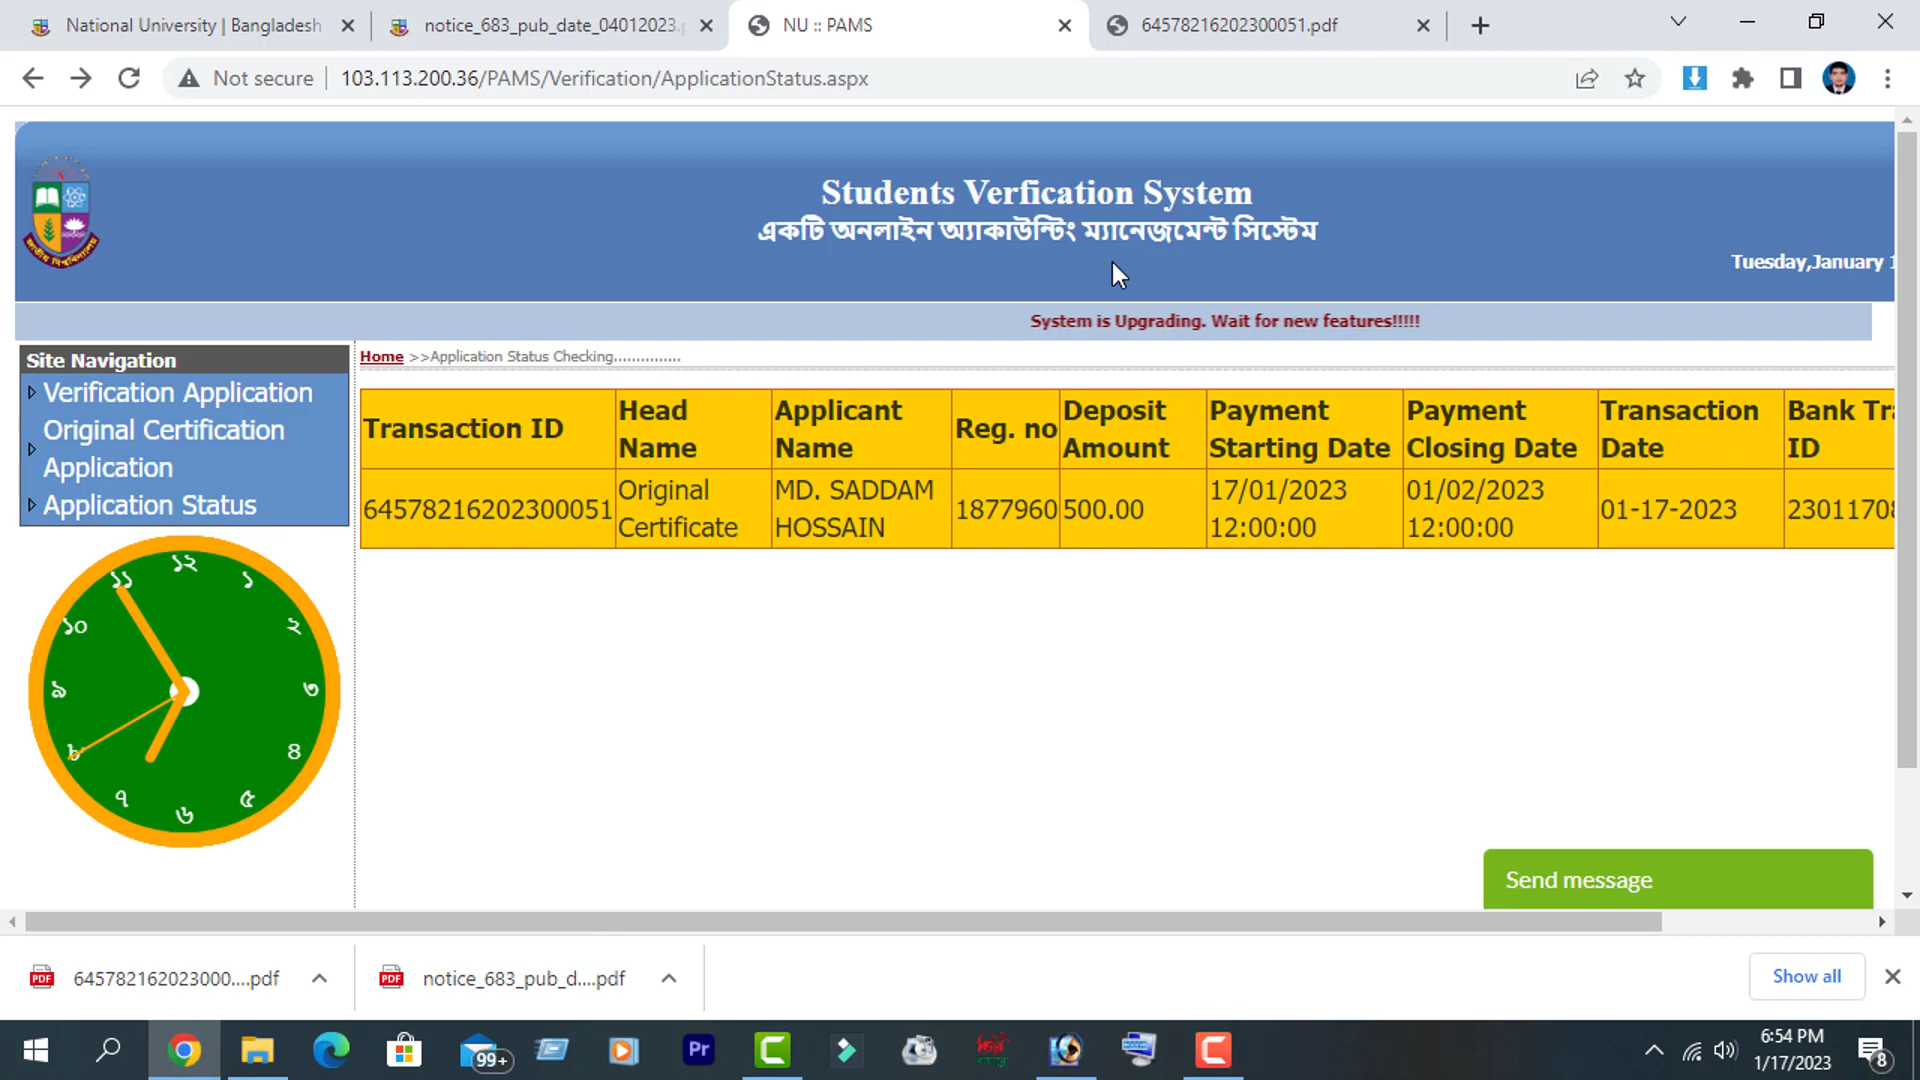 National University | Bangladesh
notice_683_pub_date_04012023.p
NU :: PAMS
64578216202300051.pdf
Not secure
103.113.200.36/PAMS/Verification/ApplicationStatus.aspx
Students Verfication System
একটি অনলাইন অ্যাকাউন্টিং ম্যানেজমেন্ট সিস্টেম
Tuesday,January 1
System is Upgrading. Wait for new features!!!!!
Site Navigation
Verification Application
Original Certification
Application
Application Status
Home >>Application Status Checking...............
Transaction ID Head Name Applicant Name Reg. no Deposit Amount Payment Starting Date Payment Closing Date Transaction Date Bank Tra ID
64578216202300051 Original Certificate MD. SADDAM HOSSAIN 1877960 500.00 17/01/2023 12:00:00 01/02/2023 12:00:00 01-17-2023 23011708
১২
১১ ১
১০ ২
৯ ৩
৮ ৪
৭ ৫
৬
Send message
645782162023000....pdf
notice_683_pub_d....pdf
Show all
99+
Pr
6:54 PM
1/17/2023
8